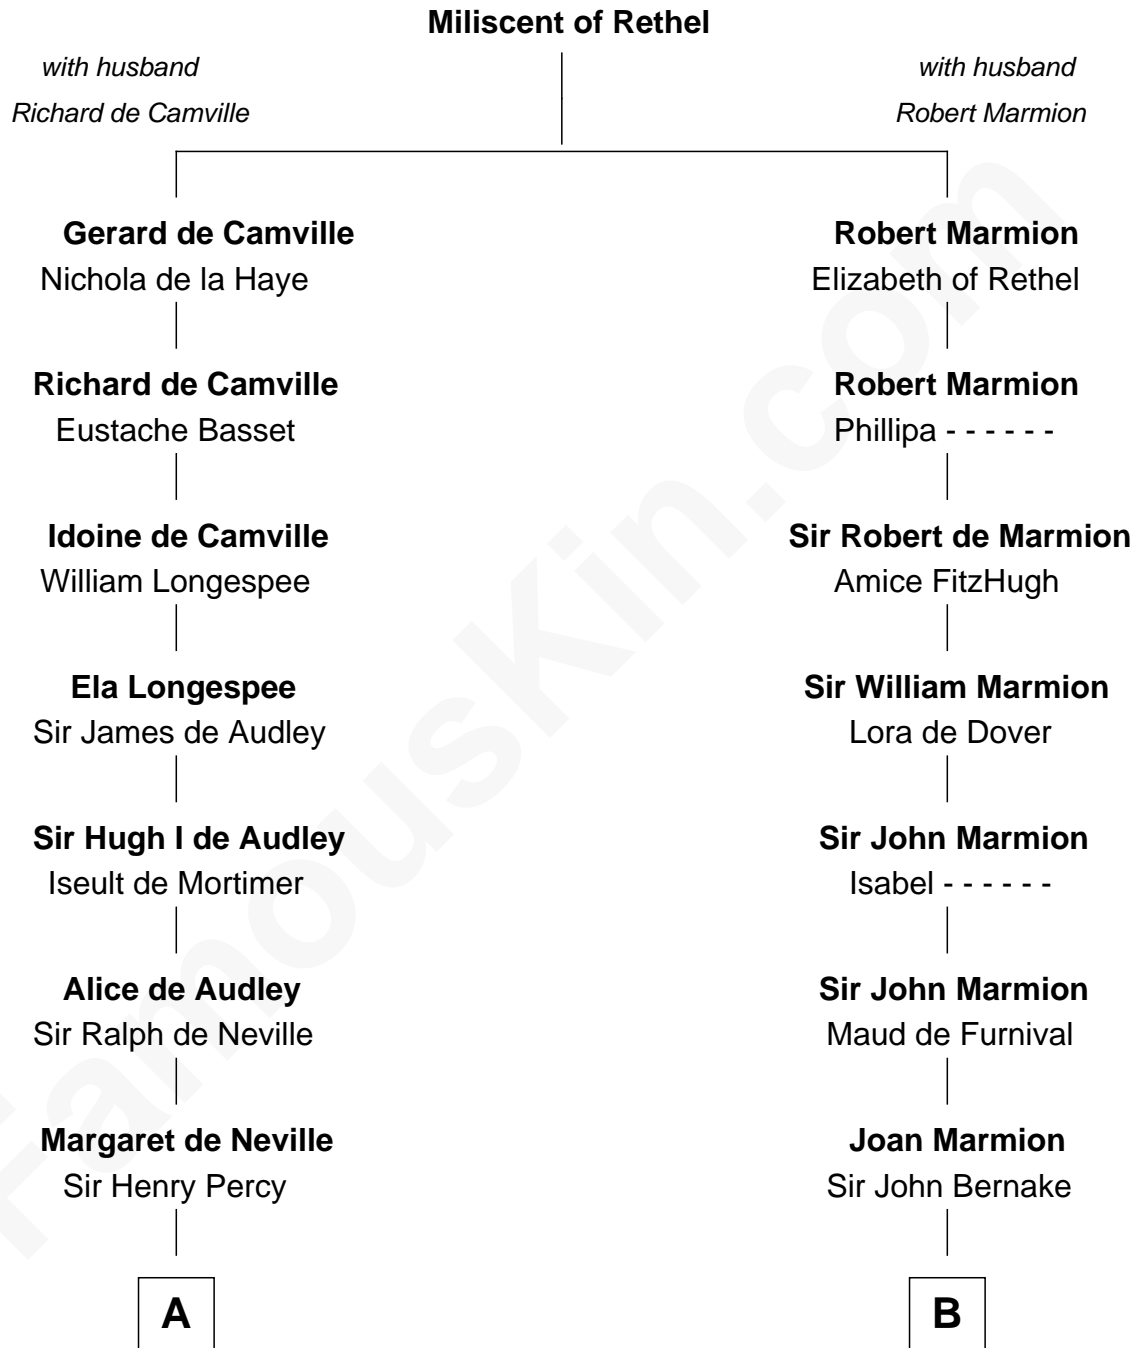 Miliscent of Rethel
with husband
Richard de Camville
with husband
Robert Marmion
Gerard de Camville
Nichola de la Haye
Robert Marmion
Elizabeth of Rethel
Richard de Camville
Eustache Basset
Robert Marmion
Phillipa - - - - - -
Idoine de Camville
William Longespee
Sir Robert de Marmion
Amice FitzHugh
Ela Longespee
Sir James de Audley
Sir William Marmion
Lora de Dover
Sir Hugh I de Audley
Iseult de Mortimer
Sir John Marmion
Isabel - - - - - -
Alice de Audley
Sir Ralph de Neville
Sir John Marmion
Maud de Furnival
Margaret de Neville
Sir Henry Percy
Joan Marmion
Sir John Bernake
A
B
FamousKin.com